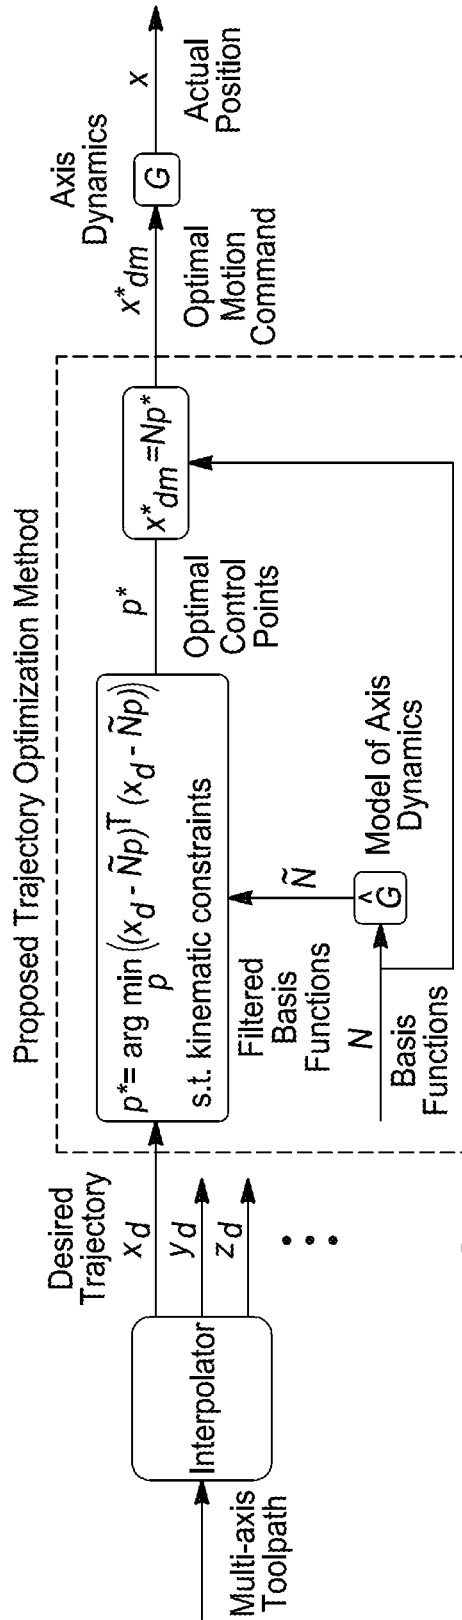 Proposed Trajectory Optimization Method
Multi-axis
Toolpath
Interpolator
Desired
Trajectory
x_d
y_d
z_d
p* = arg min_p ((x_d - Ñp)^T (x_d - Ñp))
s.t. kinematic constraints
Filtered
Basis
Functions
Ñ
N
Basis
Functions
Ĝ
Model of Axis
Dynamics
p*
Optimal
Control
Points
x*_dm = Np*
x*_dm
Optimal
Motion
Command
Axis
Dynamics
G
x
Actual
Position